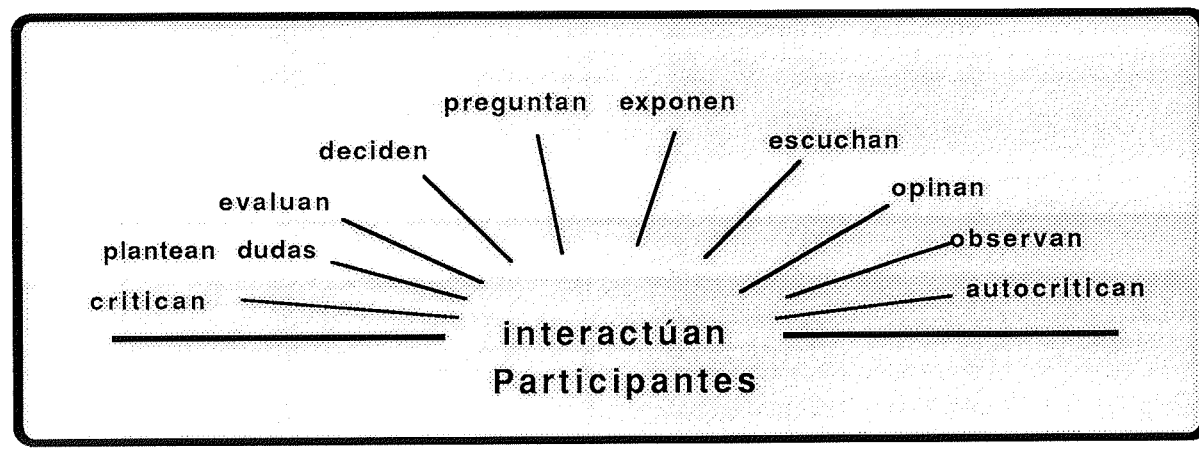 preguntan exponen
deciden
escuchan
evaluan
opinan
plantean dudas
observan
critican
autocritican
interactúan
Participantes